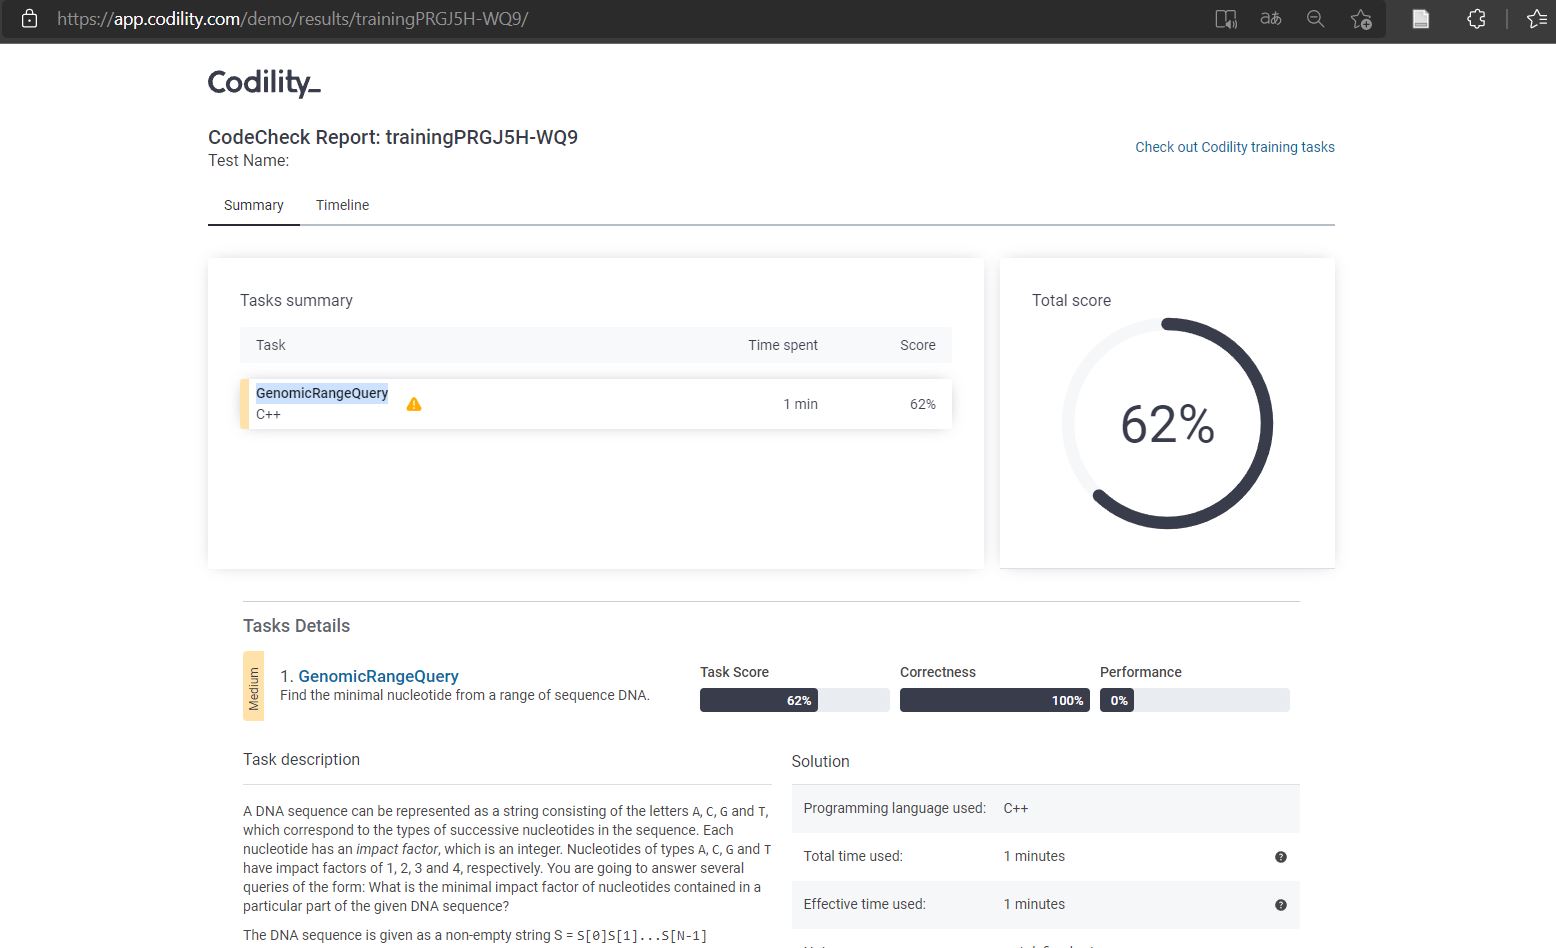 https://app.codility.com/demo/results/trainingPRGJ5H-WQ9/
Codility_
CodeCheck Report: trainingPRGJ5H-WQ9
Test Name:
Check out Codility training tasks
Summary
Timeline
Tasks summary
Task Time spent Score
GenomicRangeQuery
C++
1 min 62%
Total score
62%
Tasks Details
Medium
1. GenomicRangeQuery
Find the minimal nucleotide from a range of sequence DNA.
Task Score
62%
Correctness
100%
Performance
0%
Task description
A DNA sequence can be represented as a string consisting of the letters A, C, G and T,
which correspond to the types of successive nucleotides in the sequence. Each
nucleotide has an impact factor, which is an integer. Nucleotides of types A, C, G and T
have impact factors of 1, 2, 3 and 4, respectively. You are going to answer several
queries of the form: What is the minimal impact factor of nucleotides contained in a
particular part of the given DNA sequence?
The DNA sequence is given as a non-empty string S = S[0]S[1]...S[N-1]
Solution
Programming language used: C++
Total time used: 1 minutes
Effective time used: 1 minutes